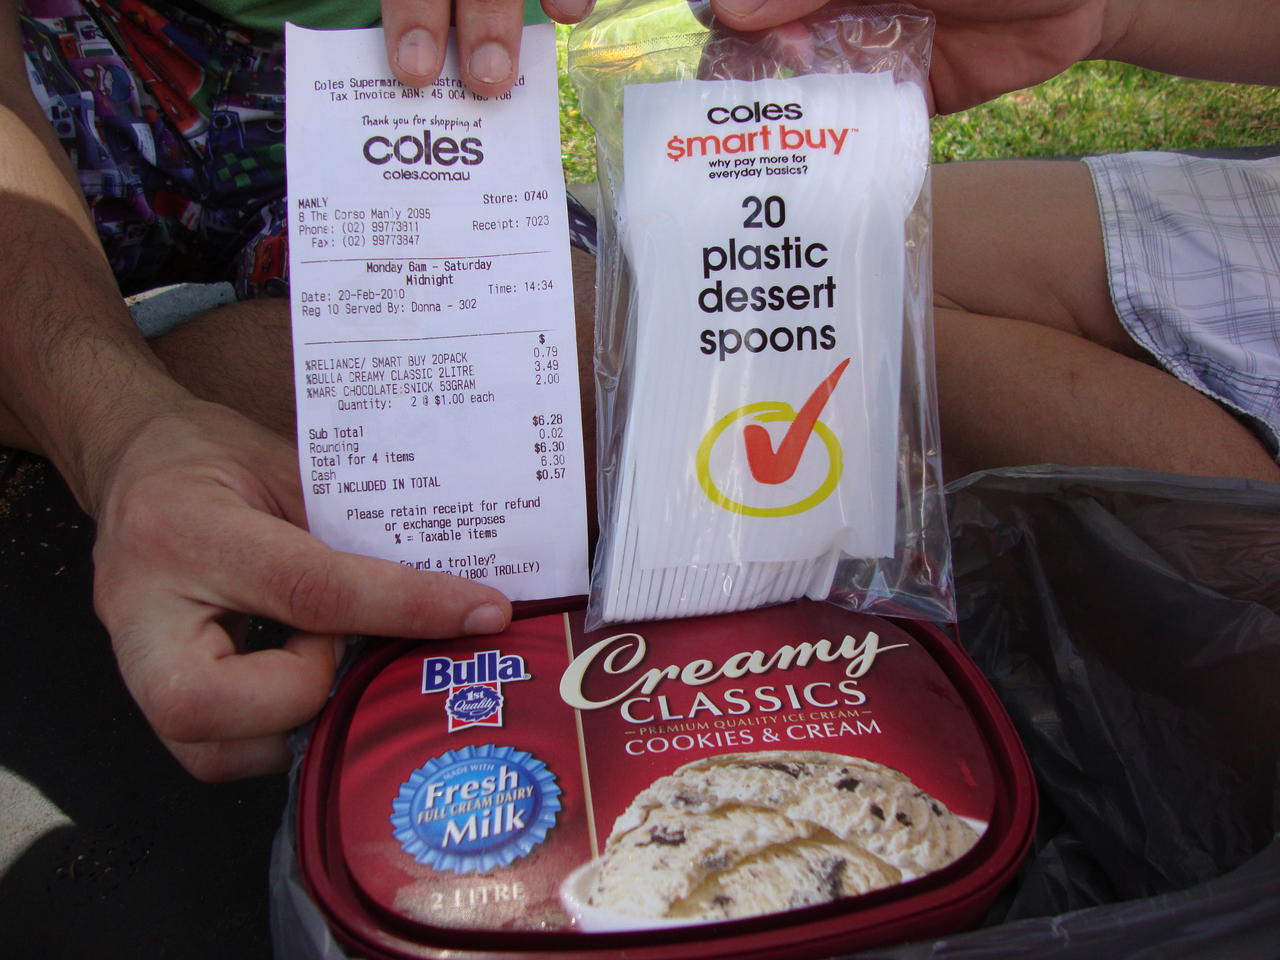 Coles Supermar
Tax Invoice ABN: 45 004
Thank you for shopping at
coles
coles.com.au
MANLY Store: 0740
8 The Corso Manly 2095
Phone: (02) 99773811 Receipt: 7023
Fax: (02) 99773847
Monday 6am - Saturday
Midnight
Date: 20-Feb-2010 Time: 14:34
Reg 10 Served By: Donna - 302
$
%RELIANCE/ SMART BUY 20PACK 0.79
%BULLA CREAMY CLASSIC 2LITRE 3.49
%MARS CHOCOLATE:SNICK 53GRAM 2.00
Quantity: 2 @ $1.00 each
Sub Total $6.28
Rounding 0.02
Total for 4 items $6.30
Cash 6.30
GST INCLUDED IN TOTAL $0.57
Please retain receipt for refund
or exchange purposes
% = Taxable items
Found a trolley?
(1800 TROLLEY)
coles
$mart buy™
why pay more for
everyday basics?
20
plastic
dessert
spoons
Bulla
1st
Quality
MADE WITH
Fresh
FULL CREAM DAIRY
Milk
2 LITRE
Creamy
CLASSICS
PREMIUM QUALITY ICE CREAM
COOKIES & CREAM